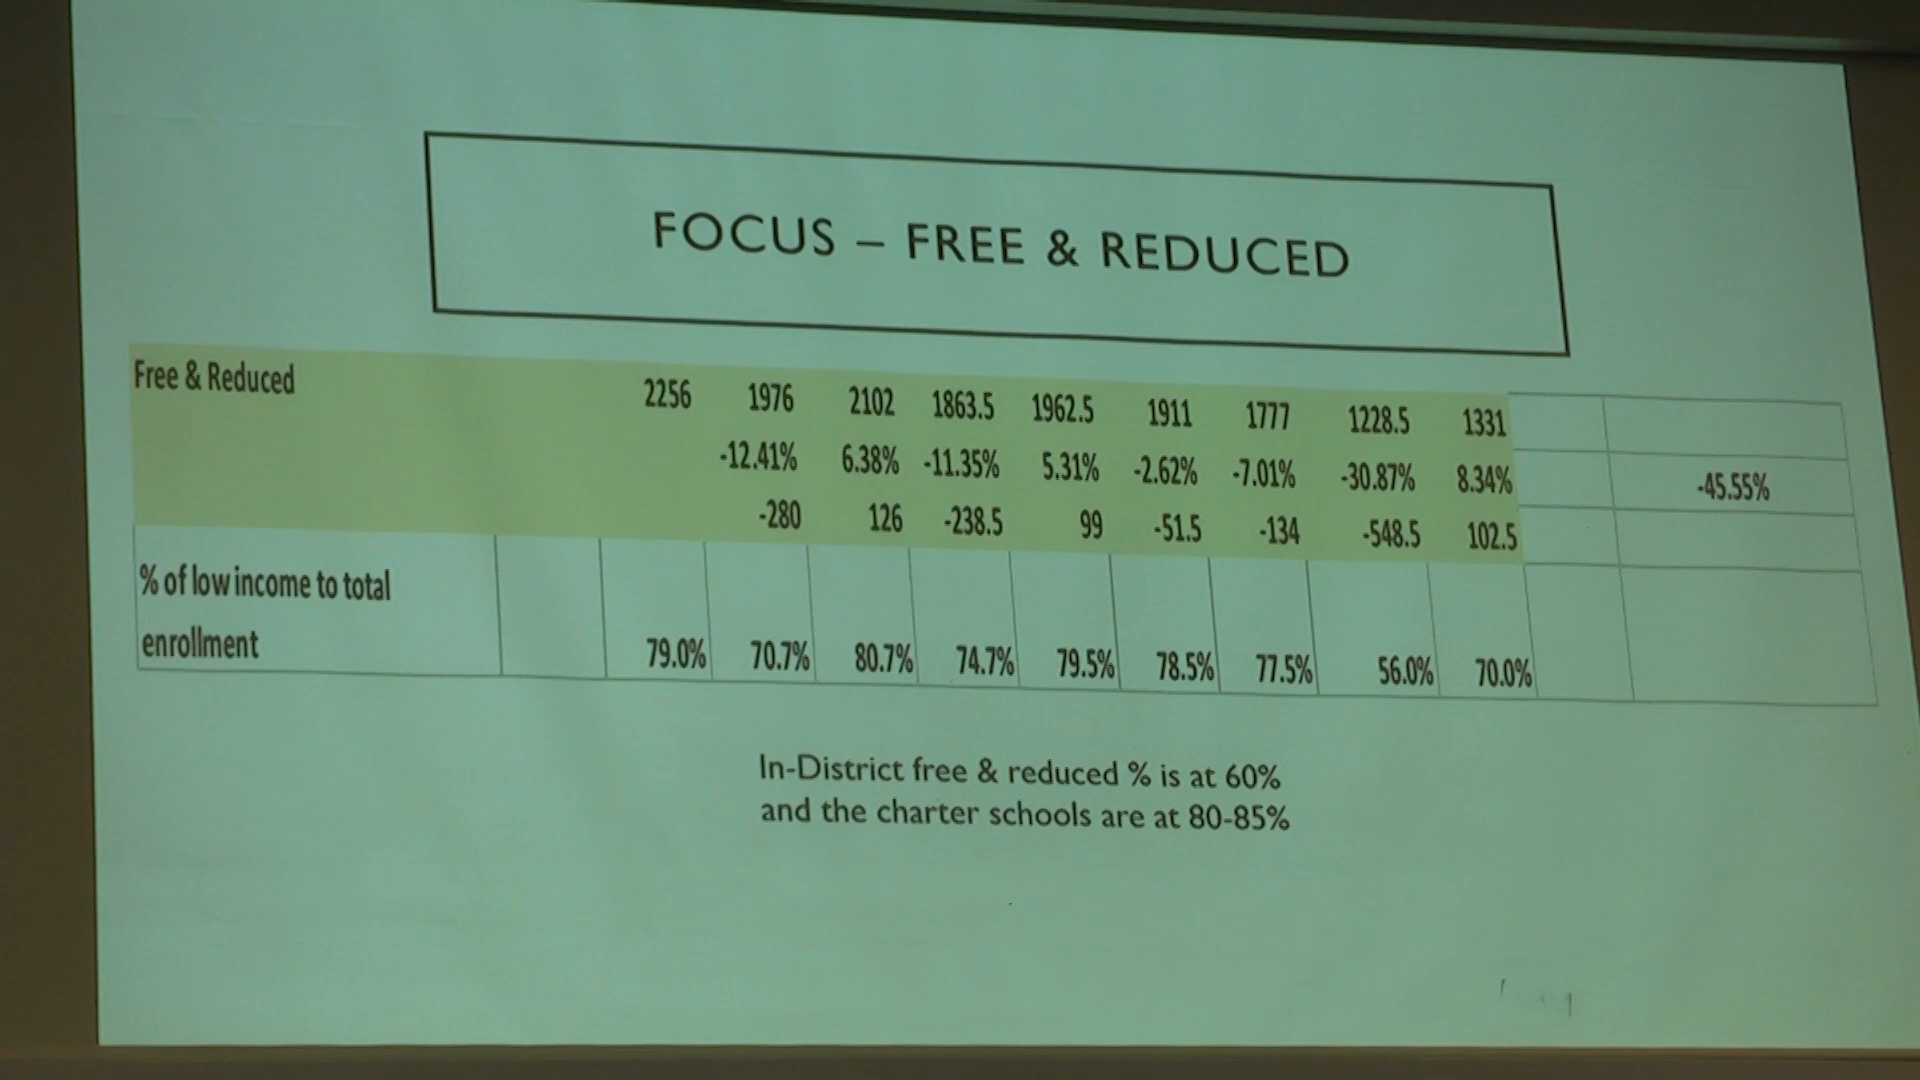 FOCUS – FREE & REDUCED
Free & Reduced 2256 1976 2102 1863.5 1962.5 1911 1777 1228.5 1331
-12.41% 6.38% -11.35% 5.31% -2.62% -7.01% -30.87% 8.34% -45.55%
-280 126 -238.5 99 -51.5 -134 -548.5 102.5
% of low income to total
enrollment 79.0% 70.7% 80.7% 74.7% 79.5% 78.5% 77.5% 56.0% 70.0%
In-District free & reduced % is at 60%
and the charter schools are at 80-85%